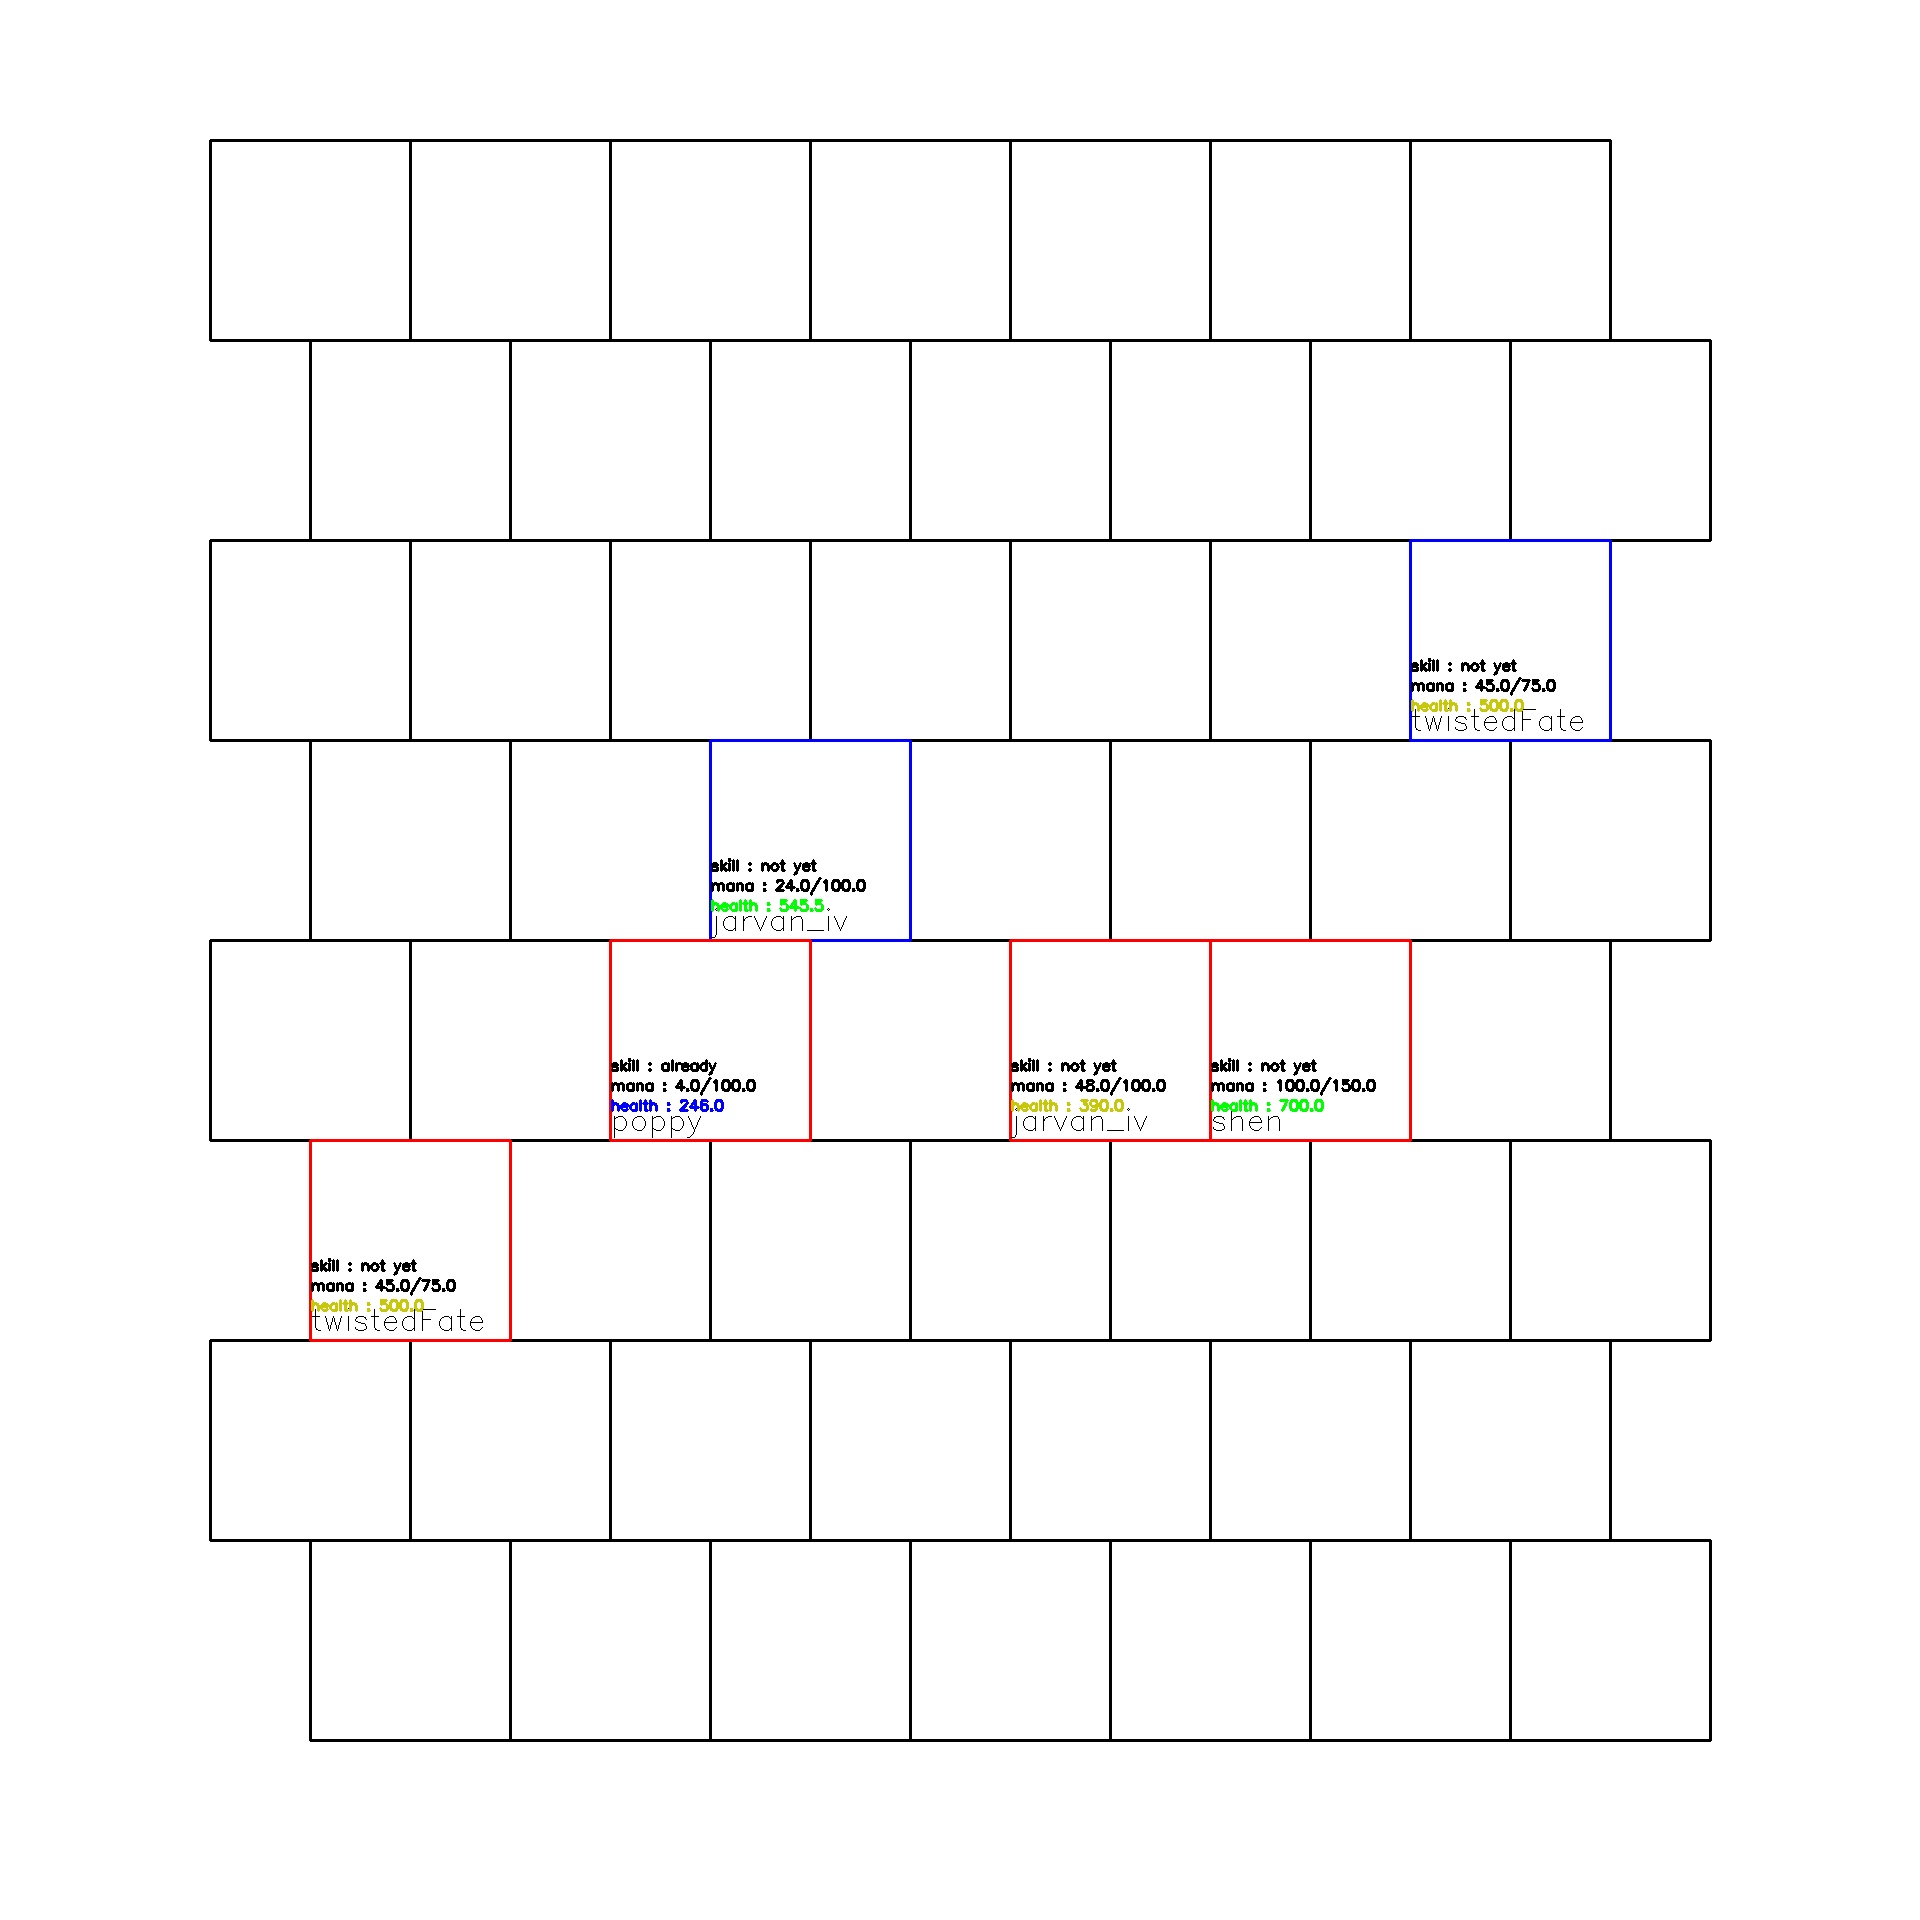 skill : not yet
mana : 45.0/75.0
health : 500.0
twistedFate
skill : not yet
mana : 24.0/100.0
health : 545.5
jarvan_iv
skill : already
mana : 4.0/100.0
health : 246.0
poppy
skill : not yet
mana : 48.0/100.0
health : 390.0
jarvan_iv
skill : not yet
mana : 100.0/150.0
health : 700.0
shen
skill : not yet
mana : 45.0/75.0
health : 500.0
twistedFate